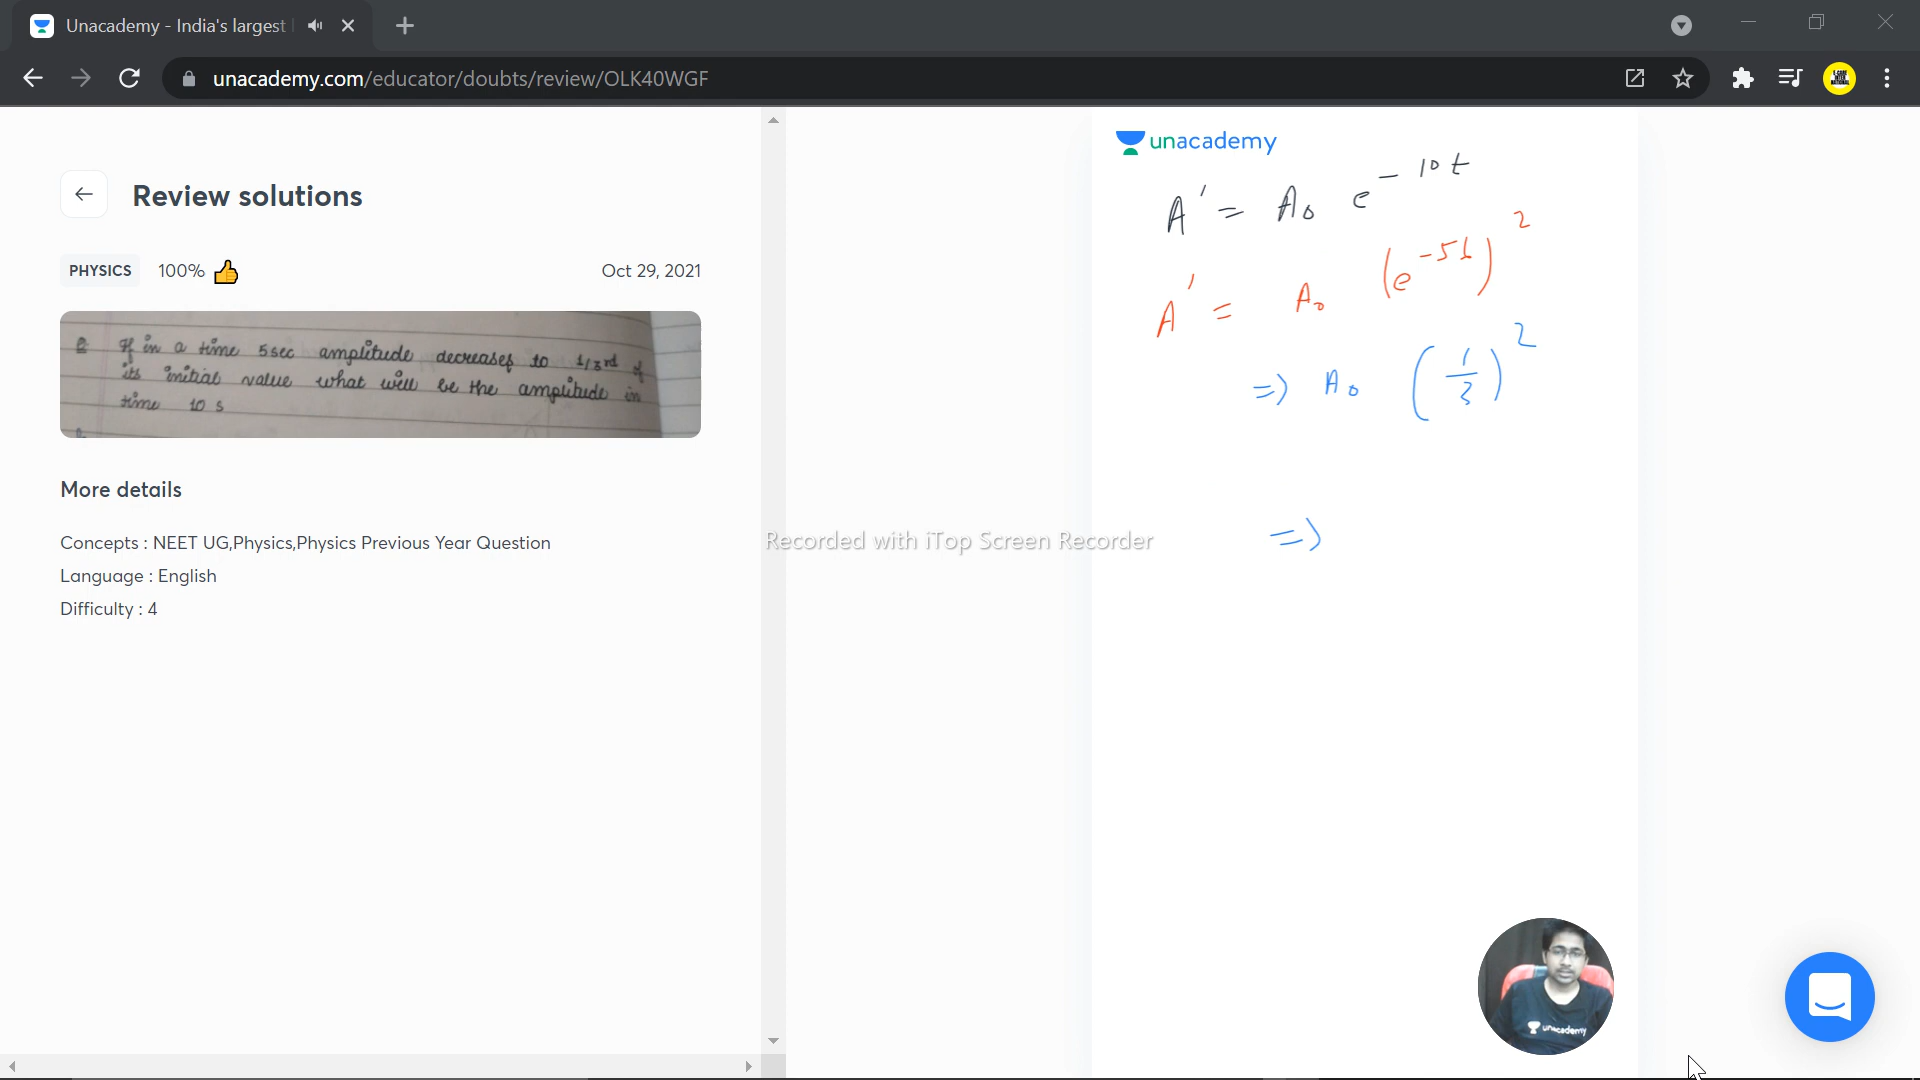 Unacademy - India's largest
unacademy.com/educator/doubts/review/OLK40WGF
Review solutions
PHYSICS 100% 👍 Oct 29, 2021
Q If in a time 5sec amplitude decreases to 1/3rd of
its initial value what will be the amplitude in
time 10 s
More details
Concepts : NEET UG,Physics,Physics Previous Year Question
Language : English
Difficulty : 4
Recorded with iTop Screen Recorder
unacademy
A' = A₀ e^{-10t}
A' = A₀ (e^{-5t})²
=> A₀ (1/3)²
=>
unacademy